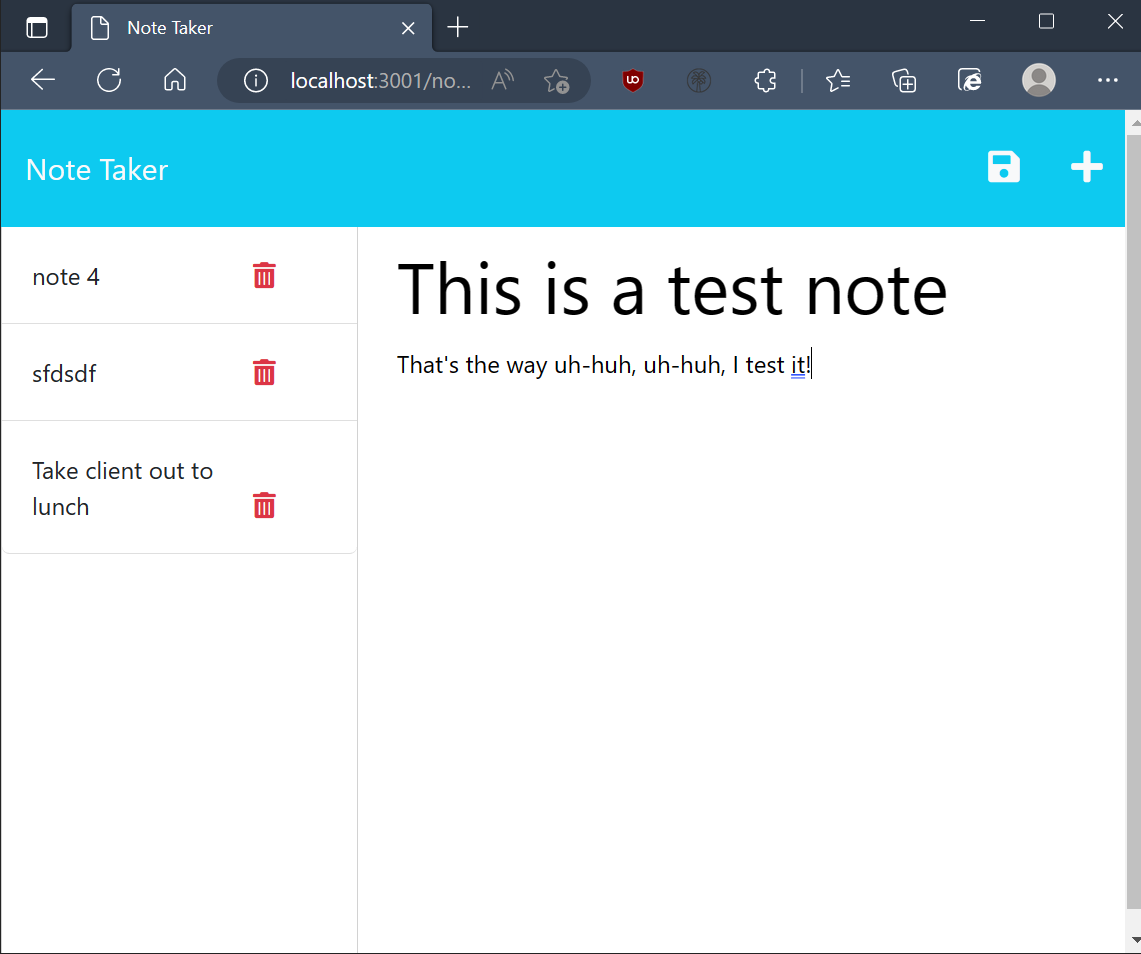 Note Taker
localhost:3001/no...
Note Taker
note 4
sfdsdf
Take client out to
lunch
This is a test note
That's the way uh-huh, uh-huh, I test it!